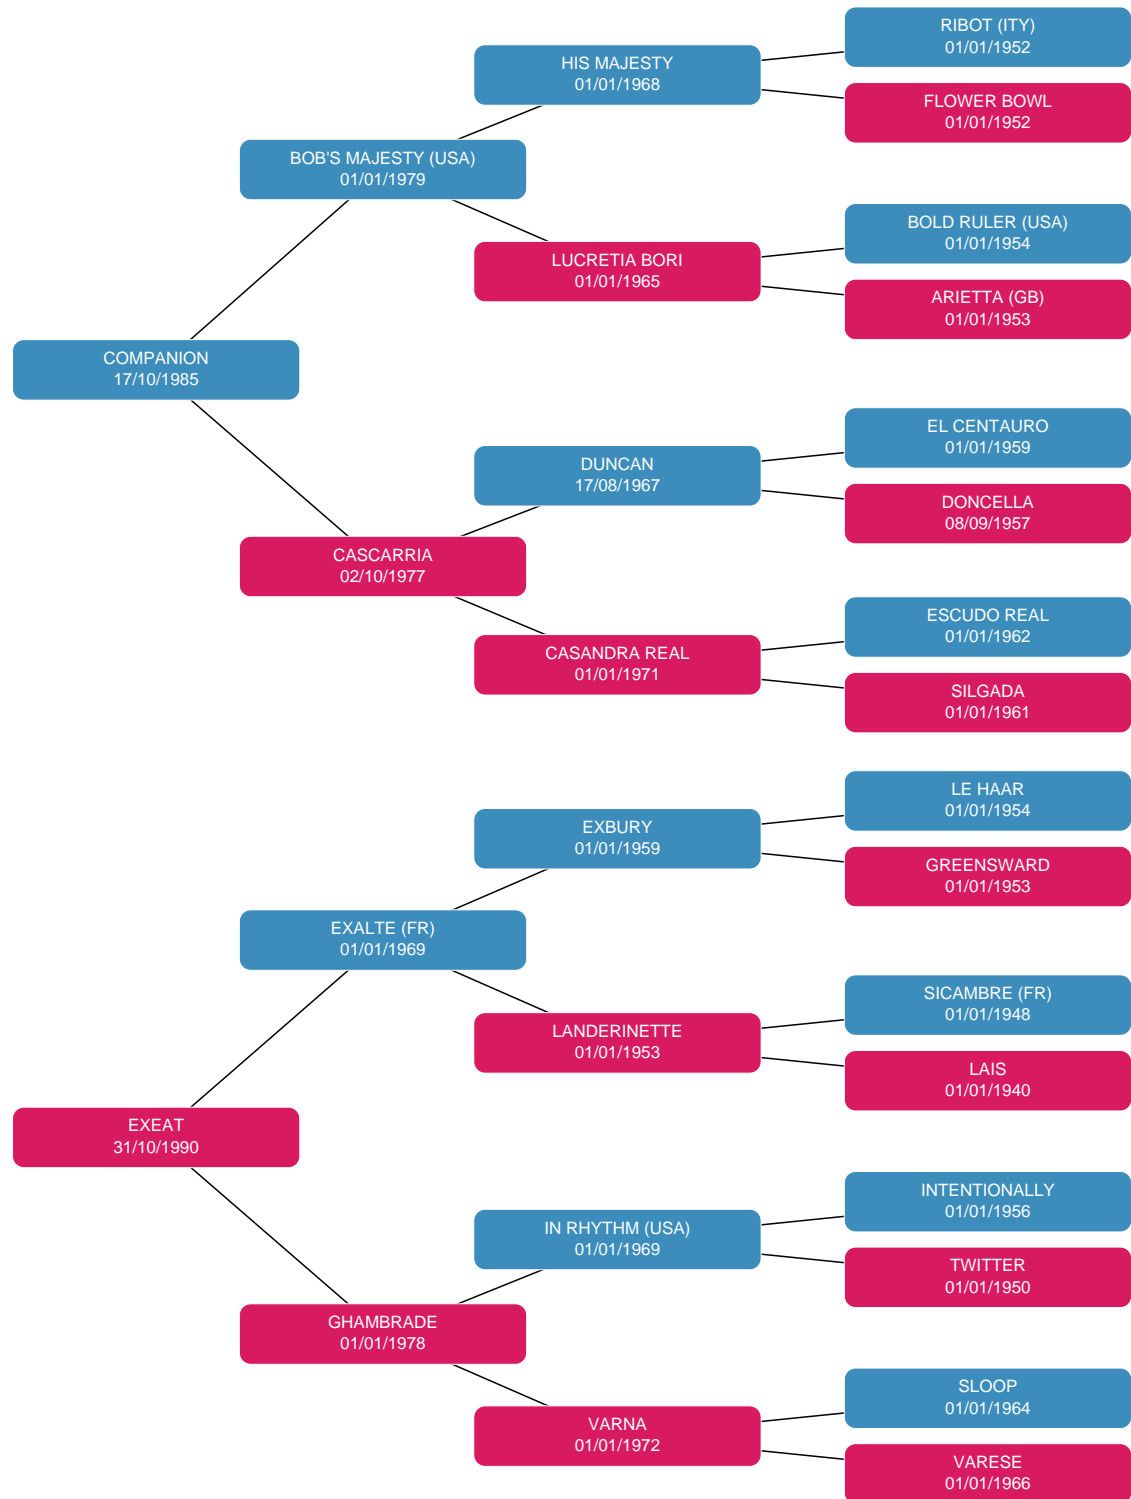 RIBOT (ITY)
01/01/1952
HIS MAJESTY
01/01/1968
FLOWER BOWL
01/01/1952
BOB'S MAJESTY (USA)
01/01/1979
BOLD RULER (USA)
01/01/1954
LUCRETIA BORI
01/01/1965
ARIETTA (GB)
01/01/1953
COMPANION
17/10/1985
EL CENTAURO
01/01/1959
DUNCAN
17/08/1967
DONCELLA
08/09/1957
CASCARRIA
02/10/1977
ESCUDO REAL
01/01/1962
CASANDRA REAL
01/01/1971
SILGADA
01/01/1961
LE HAAR
01/01/1954
EXBURY
01/01/1959
GREENSWARD
01/01/1953
EXALTE (FR)
01/01/1969
SICAMBRE (FR)
01/01/1948
LANDERINETTE
01/01/1953
LAIS
01/01/1940
EXEAT
31/10/1990
INTENTIONALLY
01/01/1956
IN RHYTHM (USA)
01/01/1969
TWITTER
01/01/1950
GHAMBRADE
01/01/1978
SLOOP
01/01/1964
VARNA
01/01/1972
VARESE
01/01/1966